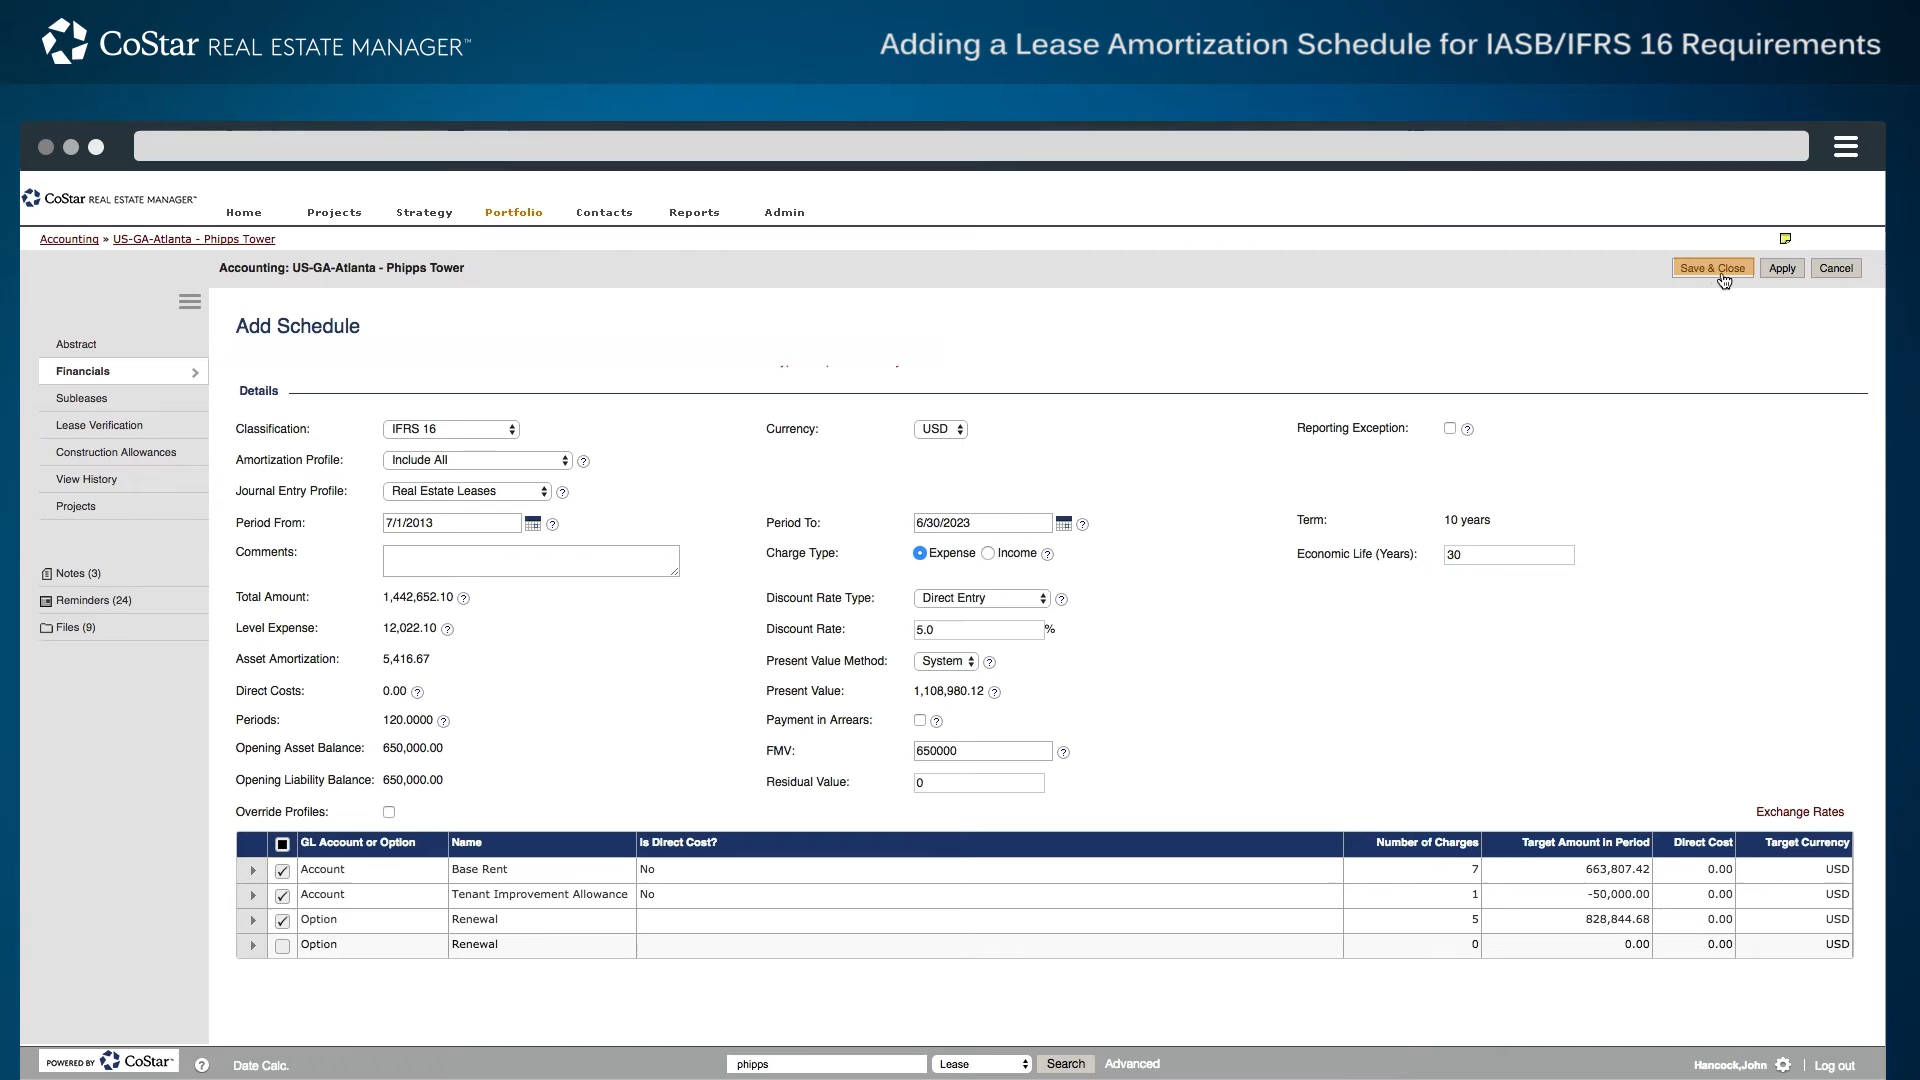 CoStar REAL ESTATE MANAGER™
Adding a Lease Amortization Schedule for IASB/IFRS 16 Requirements
CoStar REAL ESTATE MANAGER™
Home Projects Strategy Portfolio Contacts Reports Admin
Accounting » US-GA-Atlanta - Phipps Tower
Accounting: US-GA-Atlanta - Phipps Tower
Save & Close Apply Cancel
Abstract
Financials
Subleases
Lease Verification
Construction Allowances
View History
Projects
Notes (3)
Reminders (24)
Files (9)
Add Schedule
Details
Classification: IFRS 16 Currency: USD Reporting Exception: ?
Amortization Profile: Include All ?
Journal Entry Profile: Real Estate Leases ?
Period From: 7/1/2013 ? Period To: 6/30/2023 ? Term: 10 years
Comments: Charge Type: Expense Income ? Economic Life (Years): 30
Total Amount: 1,442,652.10 ? Discount Rate Type: Direct Entry ?
Level Expense: 12,022.10 ? Discount Rate: 5.0 %
Asset Amortization: 5,416.67 Present Value Method: System ?
Direct Costs: 0.00 ? Present Value: 1,108,980.12 ?
Periods: 120.0000 ? Payment in Arrears: ?
Opening Asset Balance: 650,000.00 FMV: 650000 ?
Opening Liability Balance: 650,000.00 Residual Value: 0
Override Profiles: Exchange Rates
GL Account or Option Name Is Direct Cost? Number of Charges Target Amount in Period Direct Cost Target Currency
Account Base Rent No 7 663,807.42 0.00 USD
Account Tenant Improvement Allowance No 1 -50,000.00 0.00 USD
Option Renewal 5 828,844.68 0.00 USD
Option Renewal 0 0.00 0.00 USD
POWERED BY CoStar™ ? Date Calc. phipps Lease Search Advanced Hancock,John | Log out